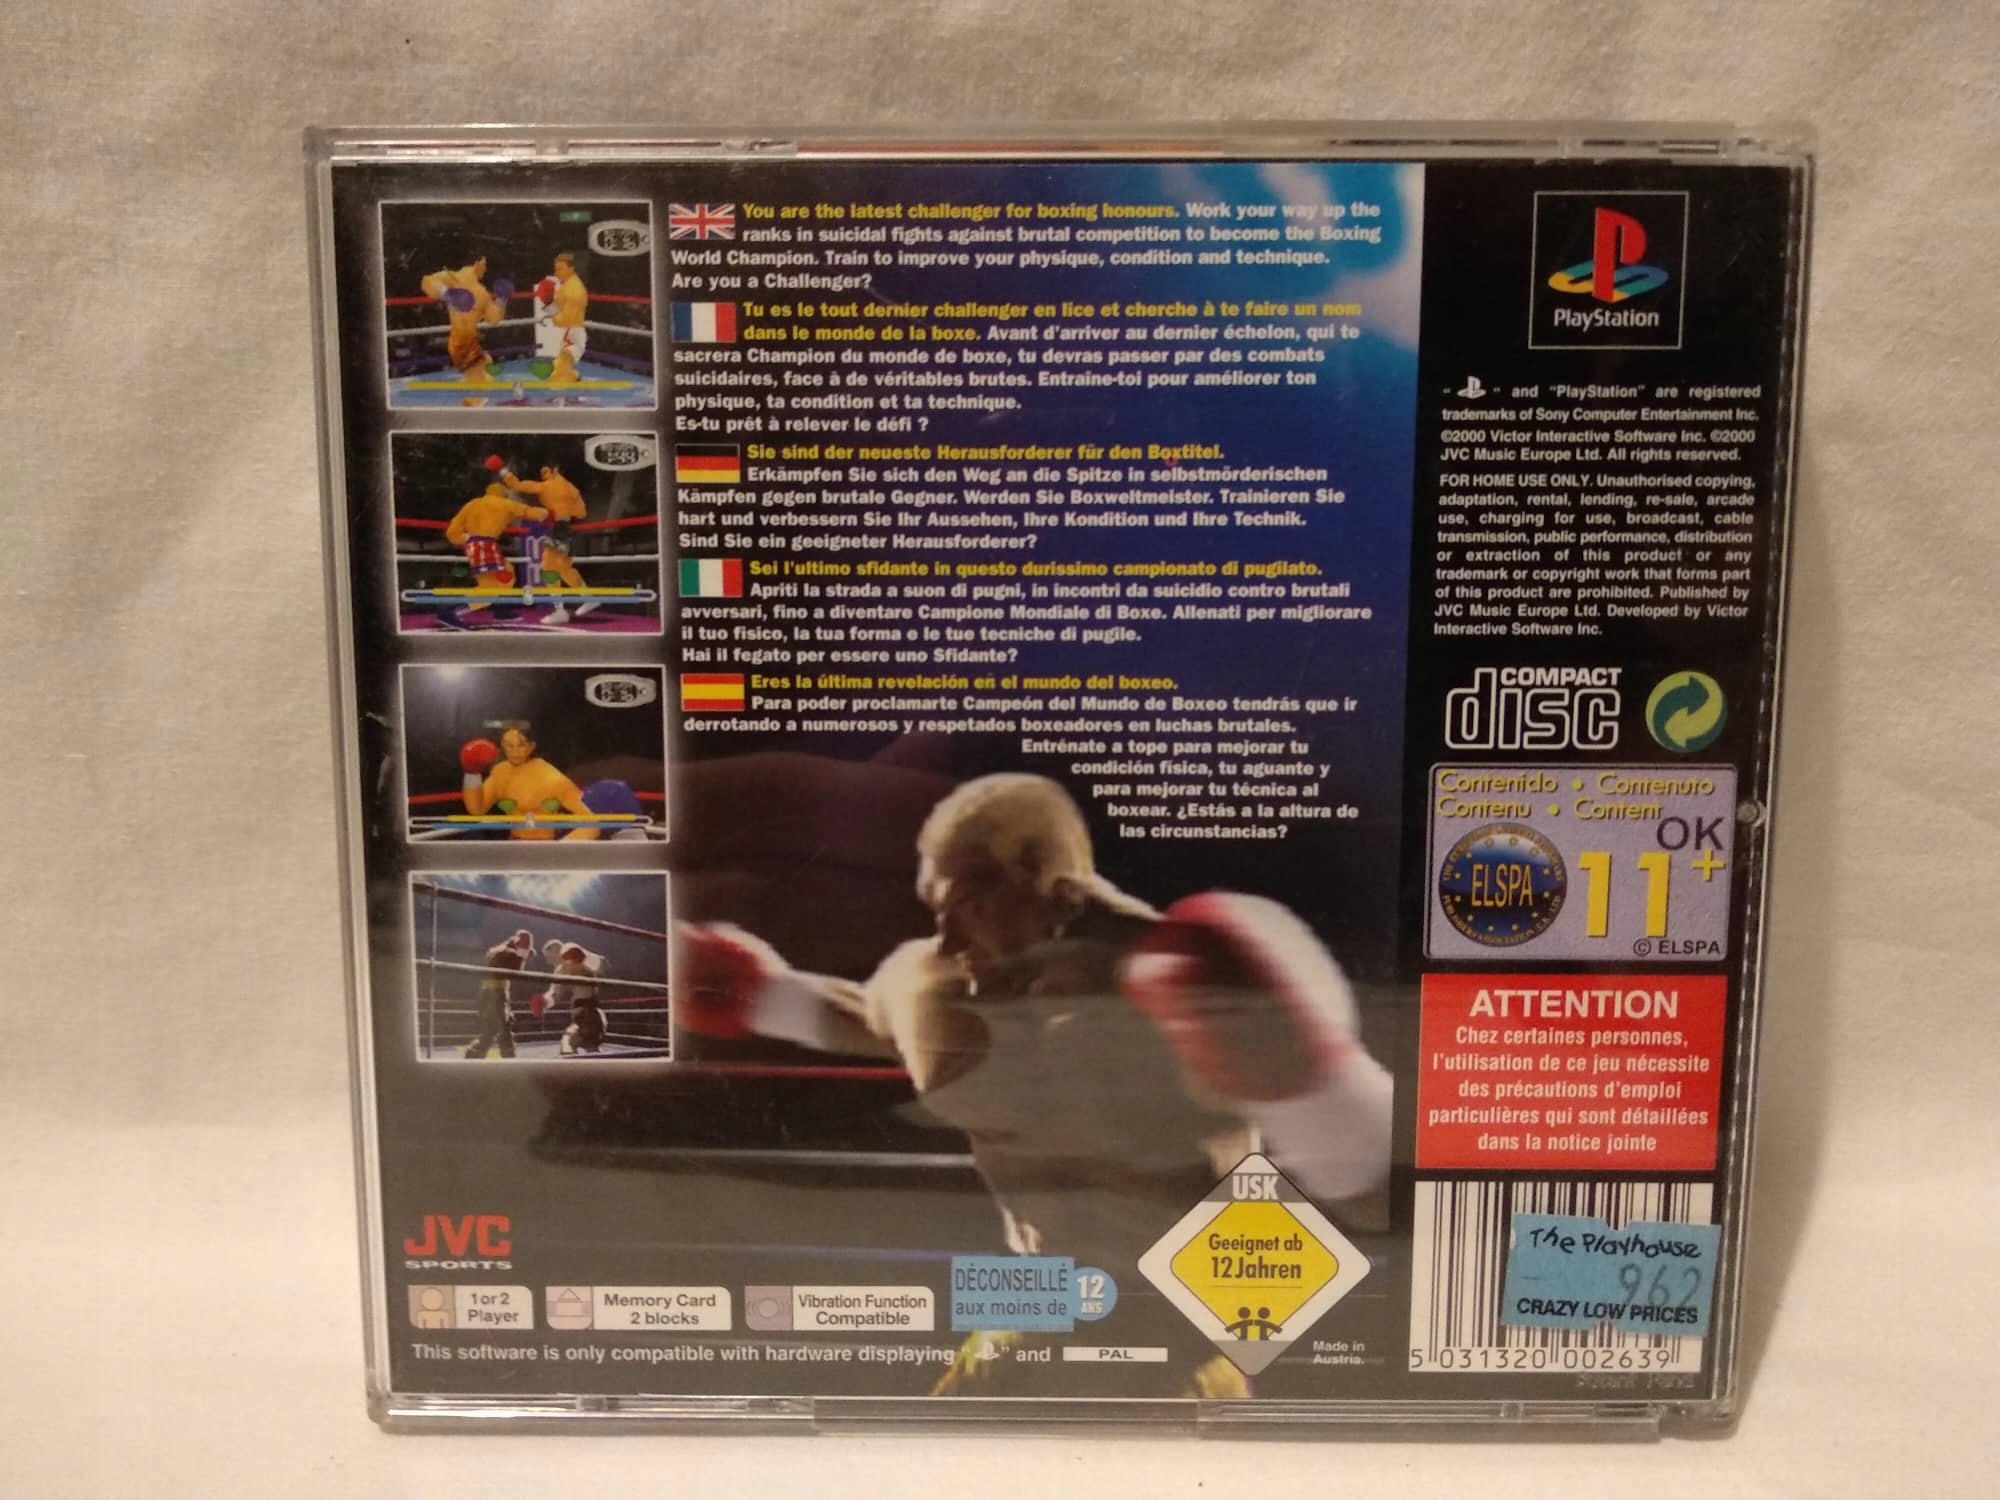 You are the latest challenger for boxing honours. Work your way up the
ranks in suicidal fights against brutal competition to become the Boxing
World Champion. Train to improve your physique, condition and technique.
Are you a Challenger?
Tu es le tout dernier challenger en lice et cherche à te faire un nom
dans le monde de la boxe. Avant d'arriver au dernier échelon, qui te
sacrera Champion du monde de boxe, tu devras passer par des combats
suicidaires, face à de véritables brutes. Entraine-toi pour améliorer ton
physique, ta condition et ta technique.
Es-tu prêt à relever le défi ?
Sie sind der neueste Herausforderer für den Boxtitel.
Erkämpfen Sie sich den Weg an die Spitze in selbstmörderischen
Kämpfen gegen brutale Gegner. Werden Sie Boxweltmeister. Trainieren Sie
hart und verbessern Sie Ihr Aussehen, Ihre Kondition und Ihre Technik.
Sind Sie ein geeigneter Herausforderer?
Sei l'ultimo sfidante in questo durissimo campionato di pugilato.
Apriti la strada a suon di pugni, in incontri da suicidio contro brutali
avversari, fino a diventare Campione Mondiale di Boxe. Allenati per migliorare
il tuo fisico, la tua forma e le tue tecniche di pugile.
Hai il fegato per essere uno Sfidante?
Eres la última revelación en el mundo del boxeo.
Para poder proclamarte Campeón del Mundo de Boxeo tendrás que ir
derrotando a numerosos y respetados boxeadores en luchas brutales.
Entrénate a tope para mejorar tu
condición física, tu aguante y
para mejorar tu técnica al
boxear. ¿Estás a la altura de
las circunstancias?
JVC
SPORTS
1 or 2
Player
Memory Card
2 blocks
Vibration Function
Compatible
DÉCONSEILLÉ
aux moins de
12
ANS
USK
Geeignet ab
12 Jahren
Made in
Austria.
This software is only compatible with hardware displaying " " and PAL
PlayStation
" " and "PlayStation" are registered
trademarks of Sony Computer Entertainment Inc.
©2000 Victor Interactive Software Inc. ©2000
JVC Music Europe Ltd. All rights reserved.
FOR HOME USE ONLY. Unauthorised copying,
adaptation, rental, lending, re-sale, arcade
use, charging for use, broadcast, cable
transmission, public performance, distribution
or extraction of this product or any
trademark or copyright work that forms part
of this product are prohibited. Published by
JVC Music Europe Ltd. Developed by Victor
Interactive Software Inc.
COMPACT
disc
Contenido • Contenuto
Contenu • Content
OK
ELSPA
11+
© ELSPA
ATTENTION
Chez certaines personnes,
l'utilisation de ce jeu nécessite
des précautions d'emploi
particulières qui sont détaillées
dans la notice jointe
The Playhouse
962
CRAZY LOW PRICES
5 031320 002639